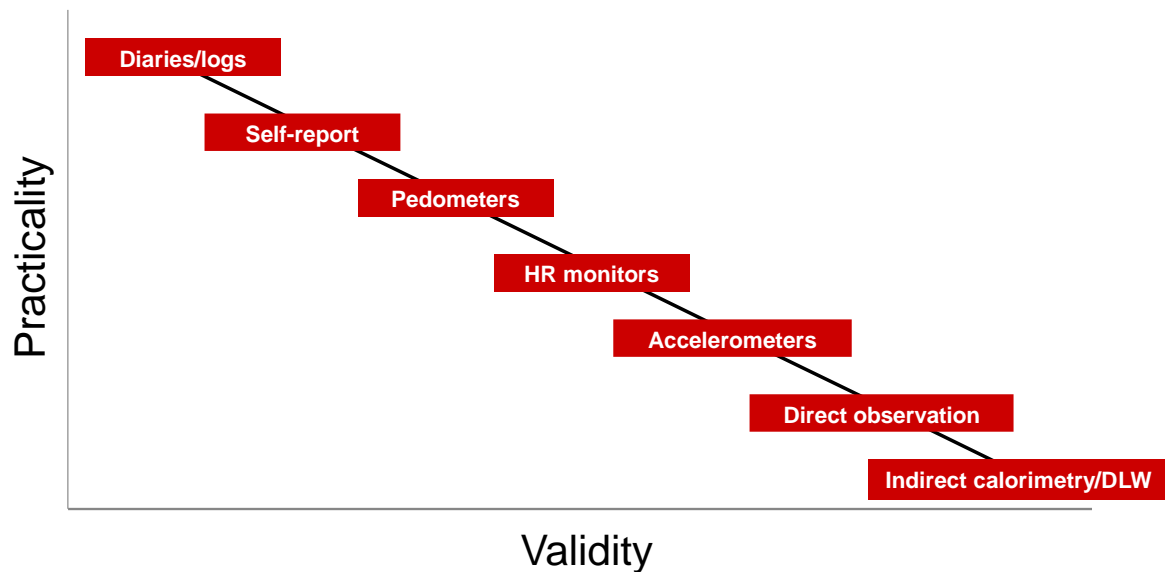 Diaries/logs
Self-report
Pedometers
HR monitors
Accelerometers
Direct observation
Indirect calorimetry/DLW
Practicality
Validity